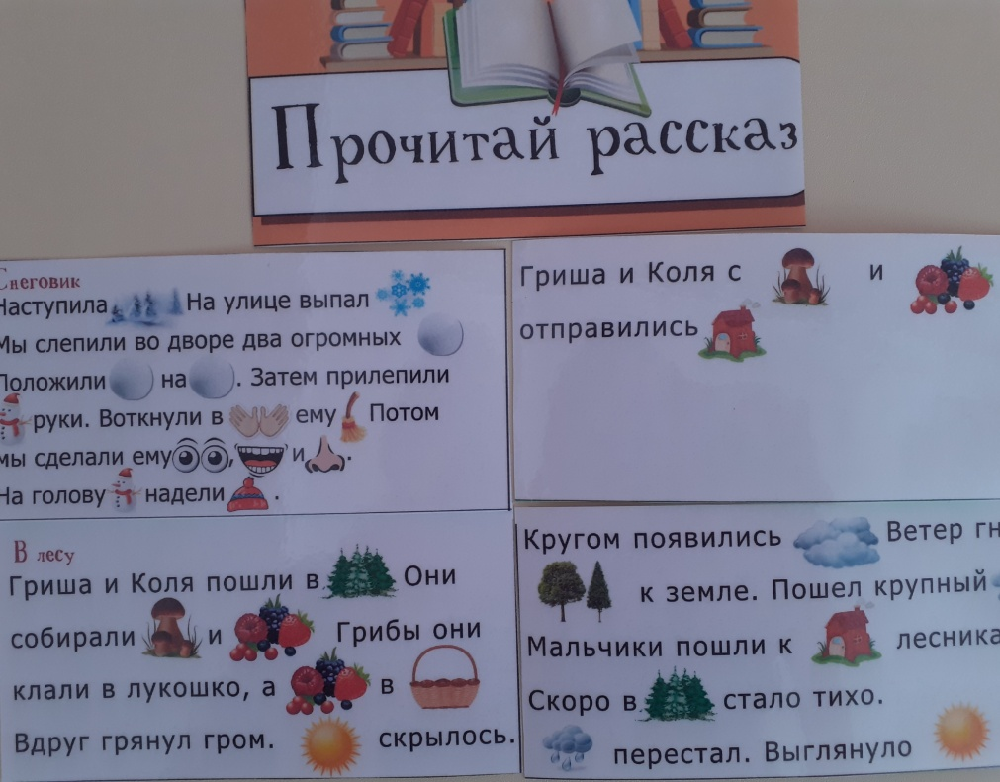 Прочитай рассказ
Снеговик
Наступила На улице выпал
Мы слепили во дворе два огромных
Положили на . Затем прилепили
руки. Воткнули в ему Потом
мы сделали ему , и .
На голову надели .
В лесу
Гриша и Коля пошли в Они
собирали и Грибы они
клали в лукошко, а в
Вдруг грянул гром. скрылось.
Кругом появились Ветер гн
к земле. Пошел крупный
Мальчики пошли к лесника
Скоро в стало тихо.
перестал. Выглянуло
Гриша и Коля с и
отправились